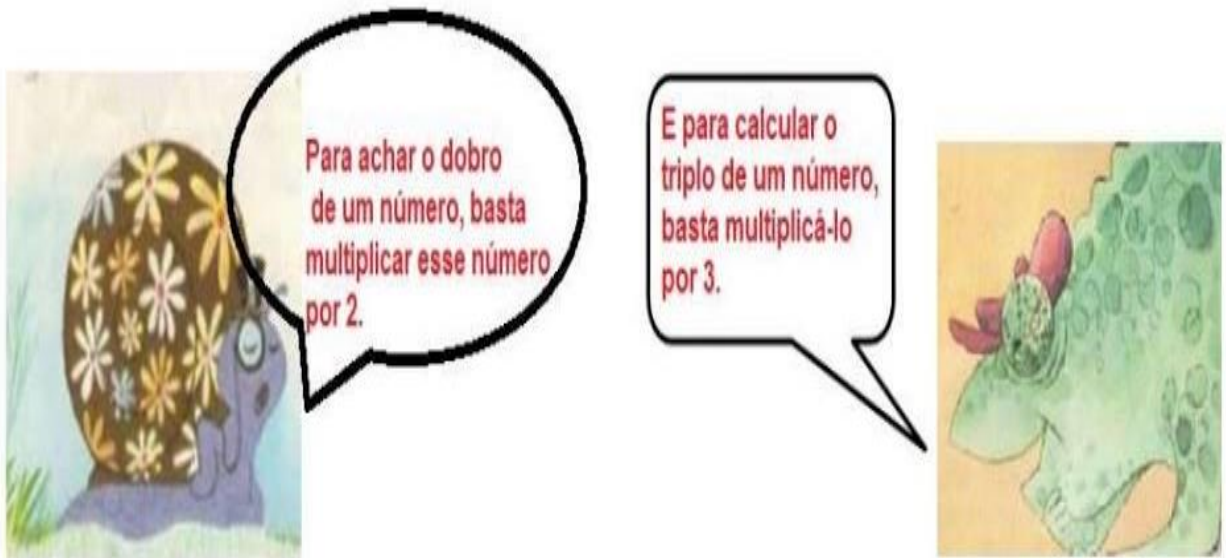 Para achar o dobro
de um número, basta
multiplicar esse número
por 2.
E para calcular o
triplo de um número,
basta multiplicá-lo
por 3.